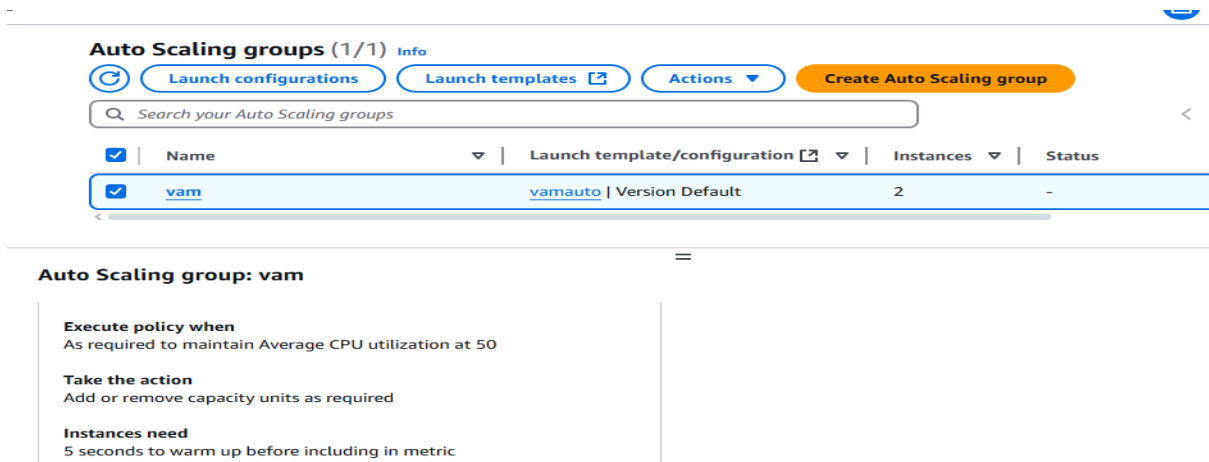 Auto Scaling groups (1/1) Info
Launch configurations Launch templates Actions Create Auto Scaling group
Search your Auto Scaling groups
Name Launch template/configuration Instances Status
vam vamauto | Version Default 2 -
Auto Scaling group: vam
Execute policy when
As required to maintain Average CPU utilization at 50
Take the action
Add or remove capacity units as required
Instances need
5 seconds to warm up before including in metric